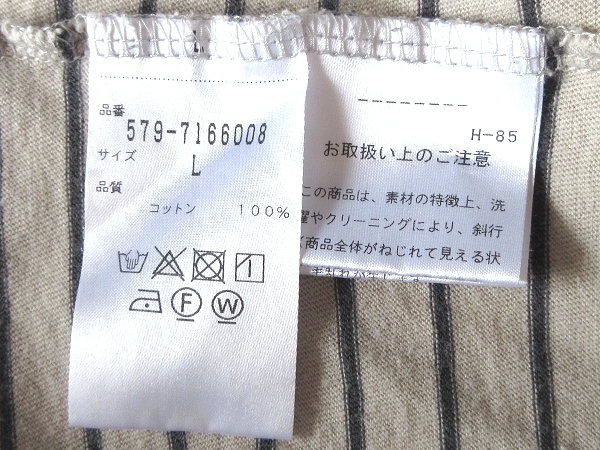 品番
579-7166008
サイズ
L
品質
コットン 100%
F W
--------
H-85
お取扱い上のご注意
この商品は、素材の特徴上、洗
濯やクリーニングにより、斜行
商品全体がねじれて見える状